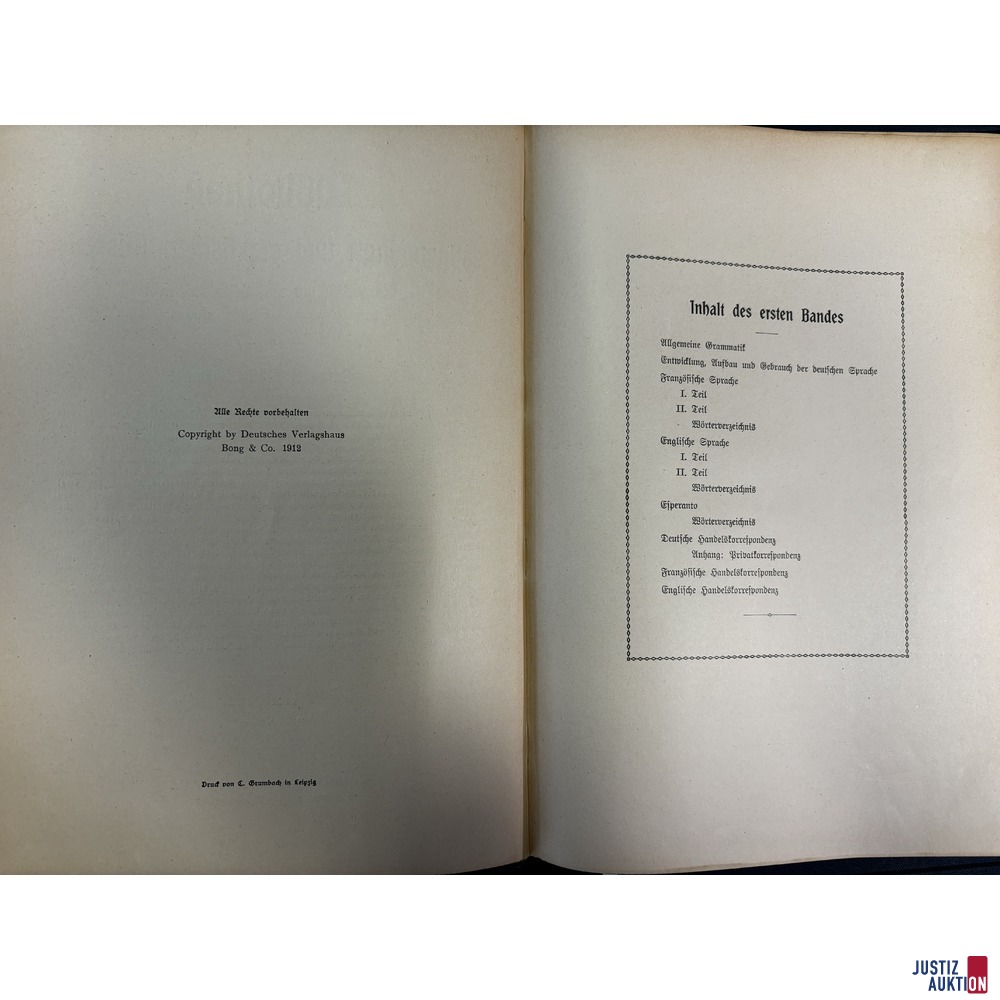 Alle Rechte vorbehalten
Copyright by Deutsches Verlagshaus
Bong & Co. 1912
Druck von C. Grumbach in Leipzig
Inhalt des ersten Bandes
Allgemeine Grammatik
Entwicklung, Aufbau und Gebrauch der deutschen Sprache
Französische Sprache
I. Teil
II. Teil
Wörterverzeichnis
Englische Sprache
I. Teil
II. Teil
Wörterverzeichnis
Esperanto
Wörterverzeichnis
Deutsche Handelskorrespondenz
Anhang: Privatkorrespondenz
Französische Handelskorrespondenz
Englische Handelskorrespondenz
JUSTIZ
AUKTION